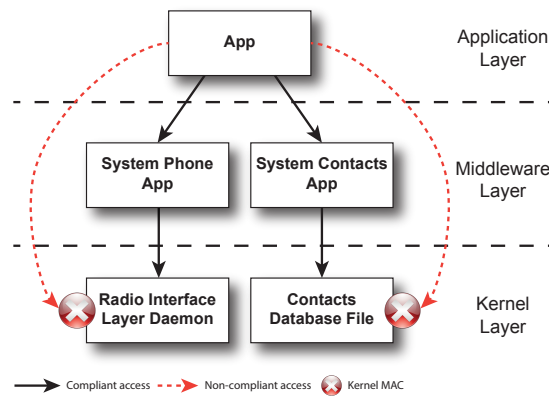 App
Application
Layer
System Phone
App
System Contacts
App
Middleware
Layer
Radio Interface
Layer Daemon
Contacts
Database File
Kernel
Layer
Compliant access
Non-compliant access
Kernel MAC